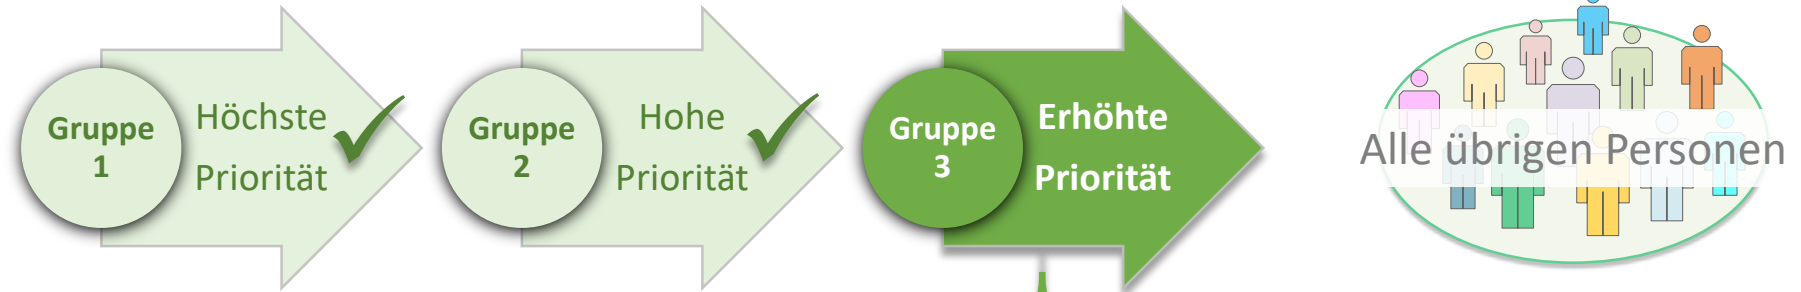 Gruppe
1
Höchste
Priorität
Gruppe
2
Hohe
Priorität
Gruppe
3
Erhöhte
Priorität
Alle übrigen Personen